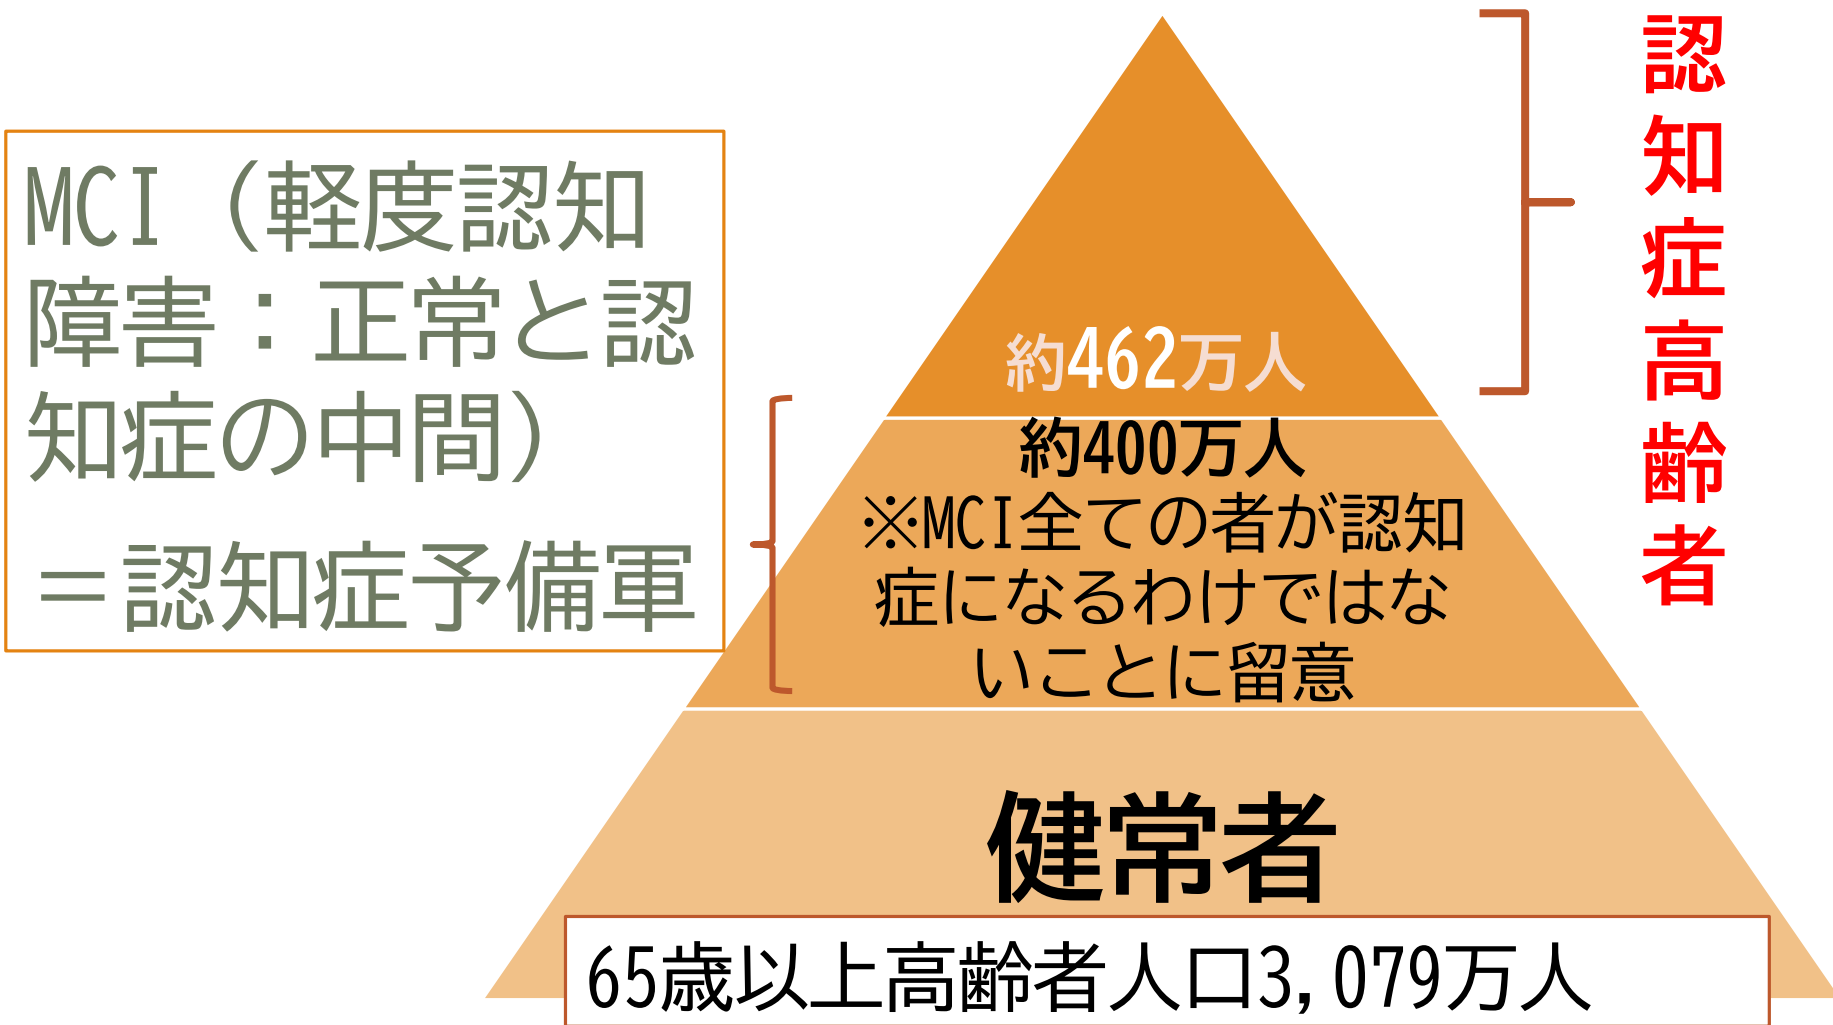 MCI（軽度認知
障害：正常と認
知症の中間）
＝認知症予備軍
認知症高齢者
約462万人
約400万人
※MCI全ての者が認知
症になるわけではな
いことに留意
健常者
65歳以上高齢者人口3,079万人